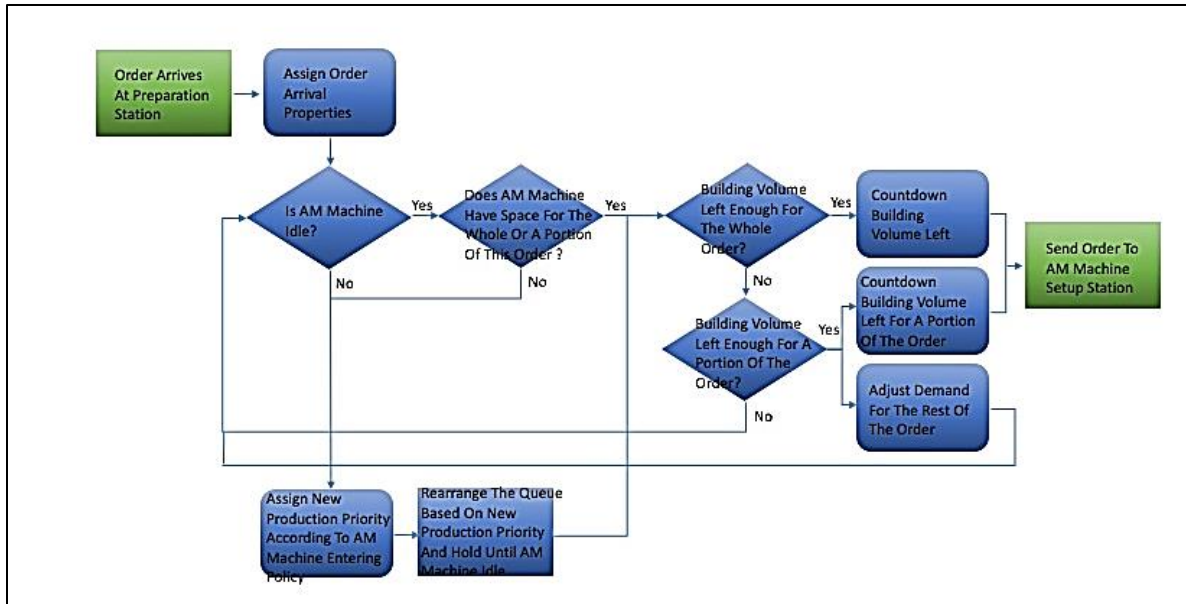 Order Arrives
At Preparation
Station
Assign Order
Arrival
Properties
Is AM Machine
Idle?
Yes
Does AM Machine
Have Space For The
Whole Or A Portion
Of This Order ?
Yes
Building Volume
Left Enough For
The Whole
Order?
Yes
Countdown
Building
Volume Left
Send Order To
AM Machine
Setup Station
No
No
No
Countdown
Building Volume
Left For A Portion
Of The Order
Building Volume
Left Enough For A
Portion Of The
Order?
Yes
Adjust Demand
For The Rest Of
The Order
No
Assign New
Production Priority
According To AM
Machine Entering
Policy
Rearrange The Queue
Based On New
Production Priority
And Hold Until AM
Machine Idle